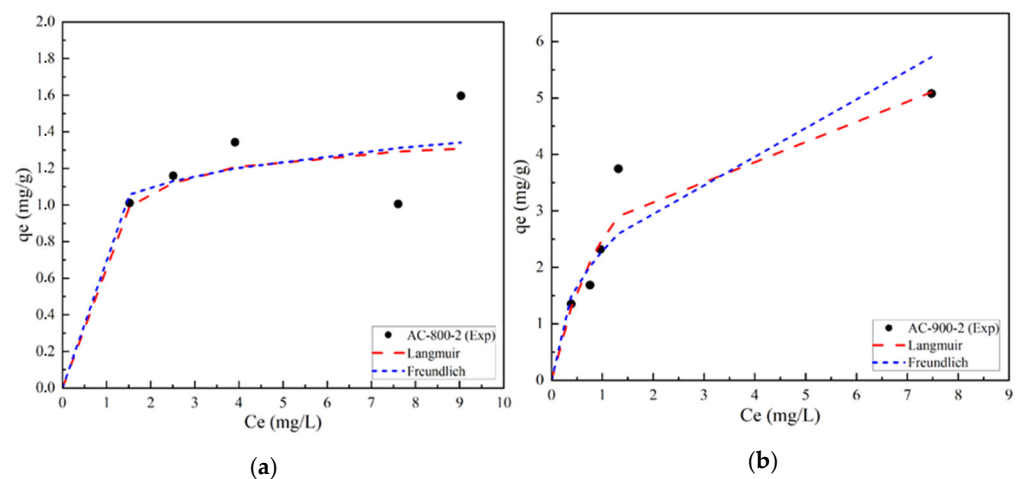 2.0
1.8
1.6
1.4
1.2
1.0
0.8
0.6
0.4
0.2
0.0
qe (mg/g)
0 1 2 3 4 5 6 7 8 9 10
Ce (mg/L)
AC-800-2 (Exp)
Langmuir
Freundlich
(a)
6
5
4
3
2
1
0
qe (mg/g)
0 1 2 3 4 5 6 7 8 9
Ce (mg/L)
AC-900-2 (Exp)
Langmuir
Freundlich
(b)